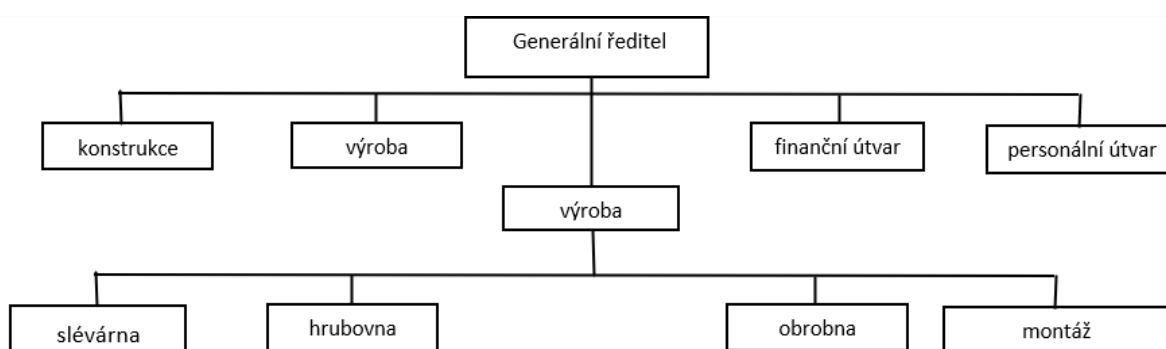 Generální ředitel
konstrukce
výroba
finanční útvar
personální útvar
výroba
slévárna
hrubovna
obrobna
montáž